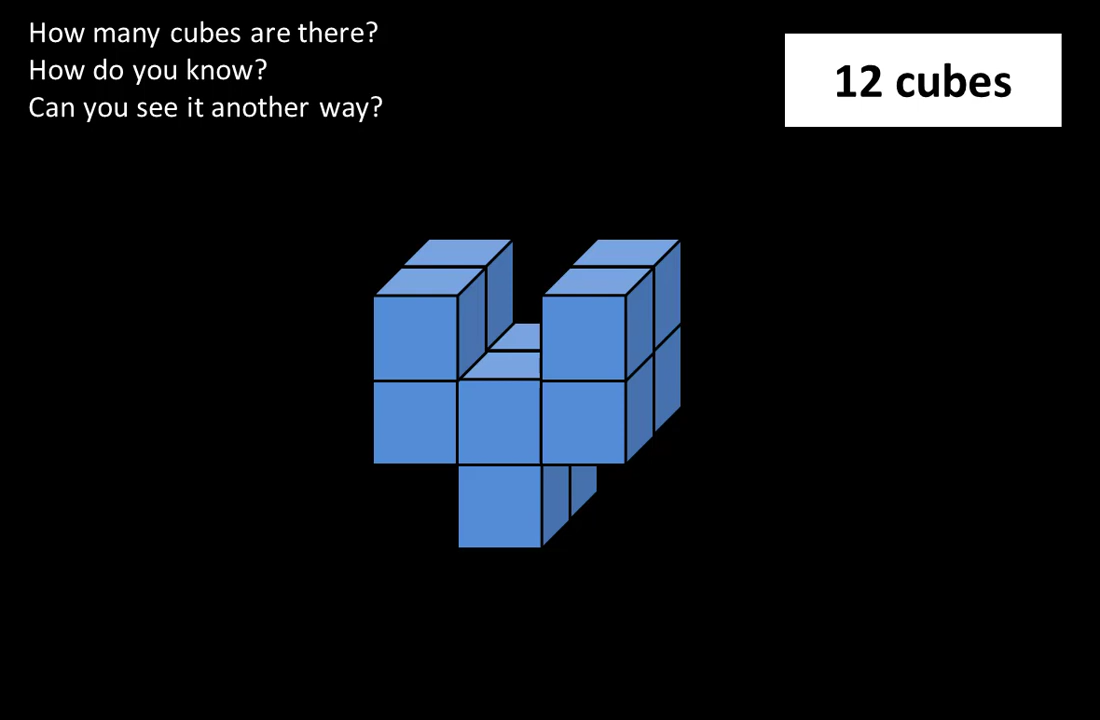 How many cubes are there?
How do you know?
Can you see it another way?
12 cubes